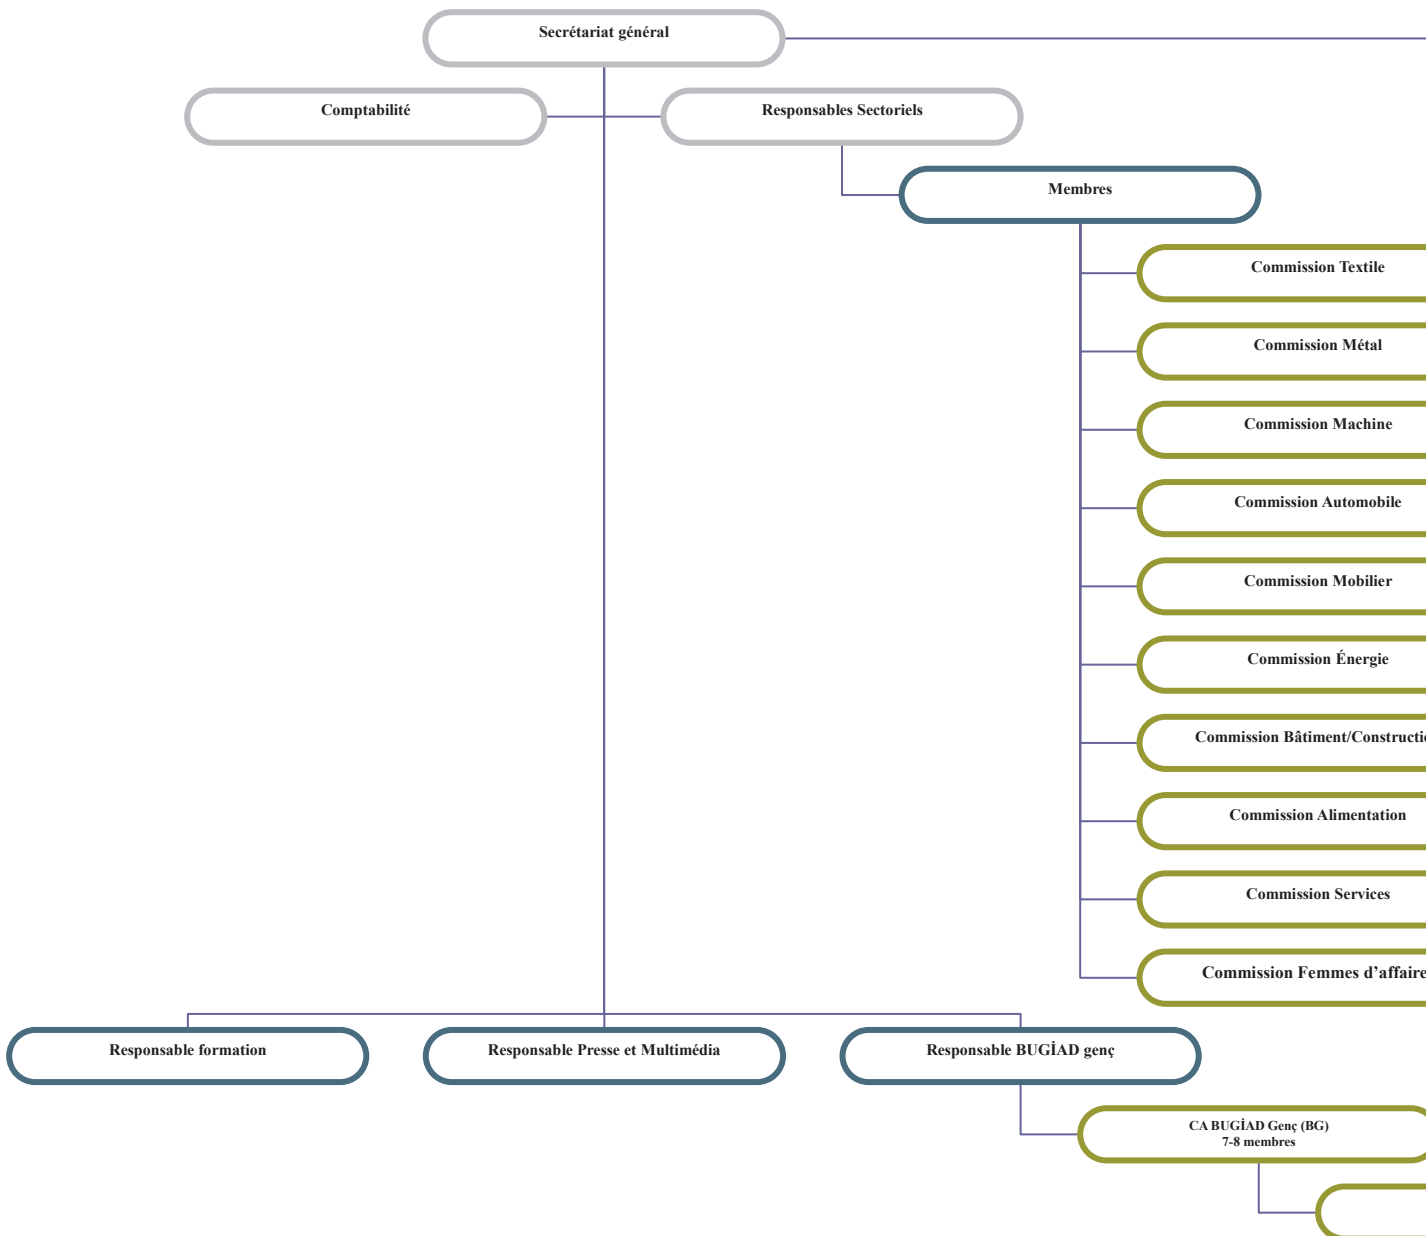 Secrétariat général
Comptabilité
Responsables Sectoriels
Membres
Commission Textile
Commission Métal
Commission Machine
Commission Automobile
Commission Mobilier
Commission Énergie
Commission Bâtiment/Constructi
Commission Alimentation
Commission Services
Commission Femmes d’affaire
Responsable formation
Responsable Presse et Multimédia
Responsable BUGİAD genç
CA BUGİAD Genç (BG)
7-8 membres